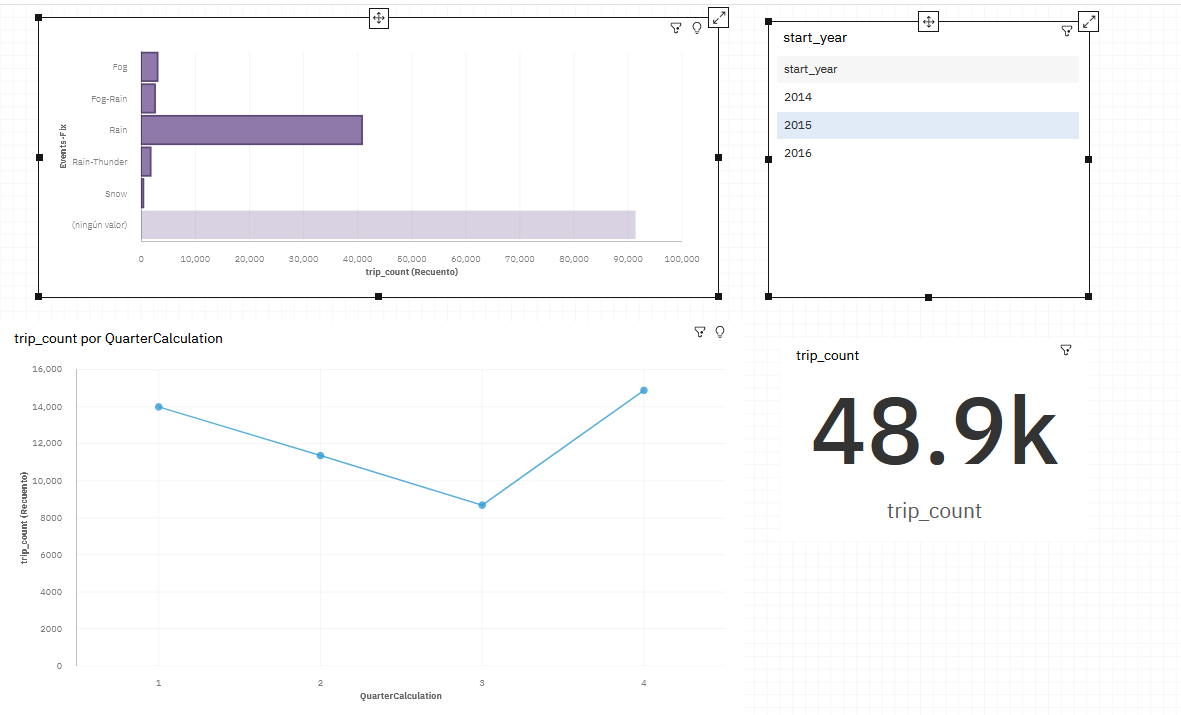 Events-Fix
Fog
Fog-Rain
Rain
Rain-Thunder
Snow
(ningún valor)
0 10,000 20,000 30,000 40,000 50,000 60,000 70,000 80,000 90,000 100,000
trip_count (Recuento)
start_year
start_year
2014
2015
2016
trip_count por QuarterCalculation
trip_count (Recuento)
16,000
14,000
12,000
10,000
8000
6000
4000
2000
0
1 2 3 4
QuarterCalculation
trip_count
48.9k
trip_count